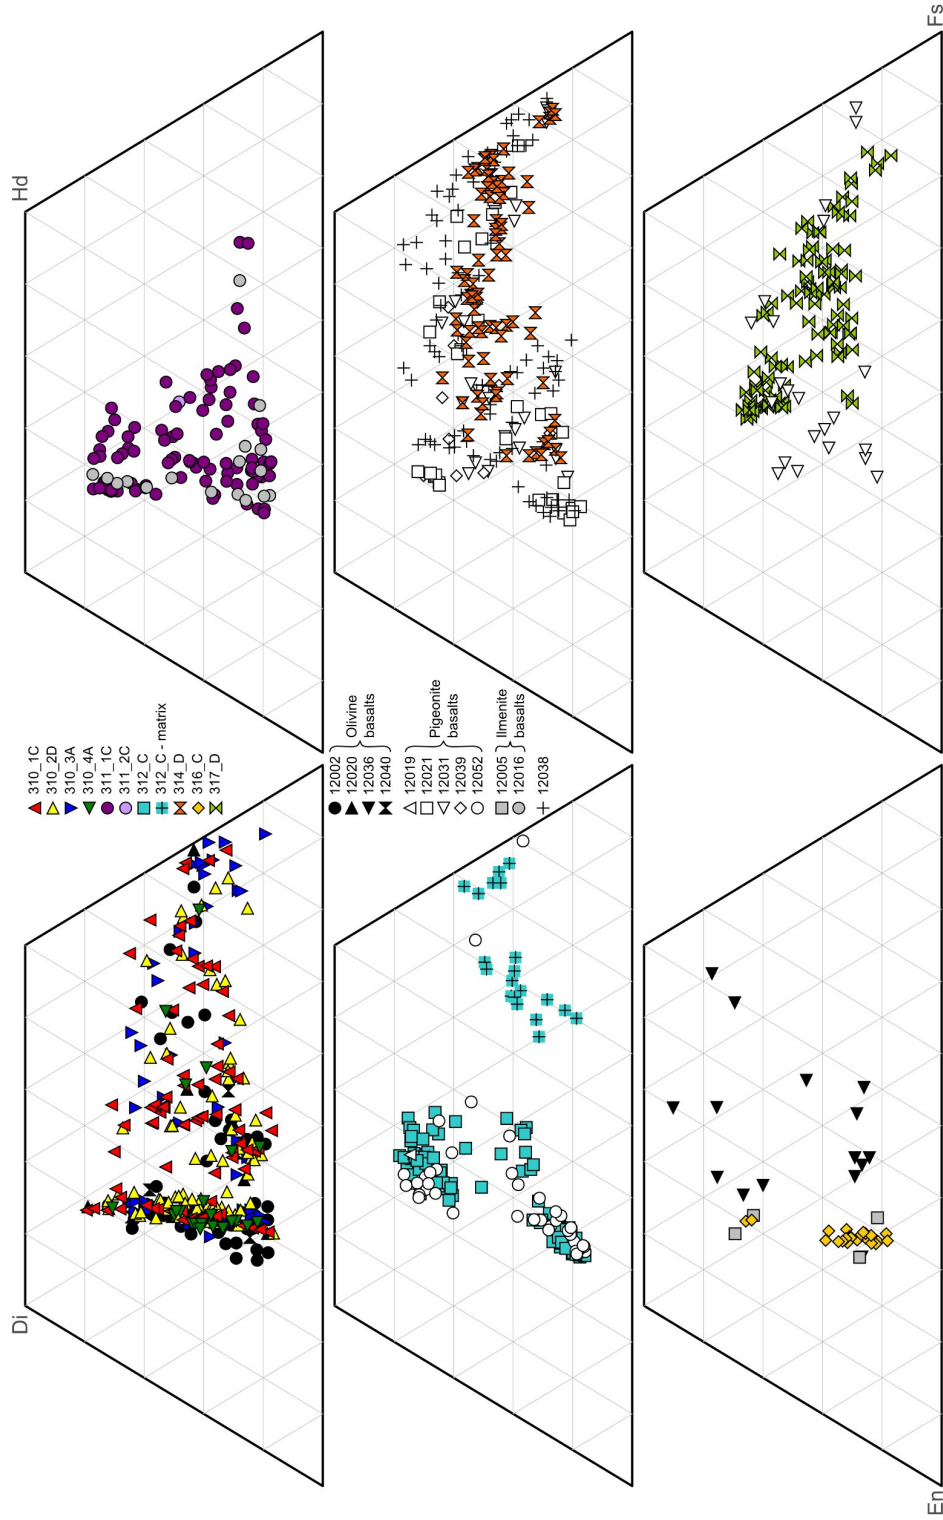 Di
Hd
310_1C
310_2D
310_3A
310_4A
311_1C
311_2C
312_C
312_C - matrix
314_D
316_C
317_D
12002
12020
12036
12040
Olivine
basalts
12019
12021
12031
12039
12052
Pigeonite
basalts
12005
12016
Ilmenite
basalts
12038
En
Fs